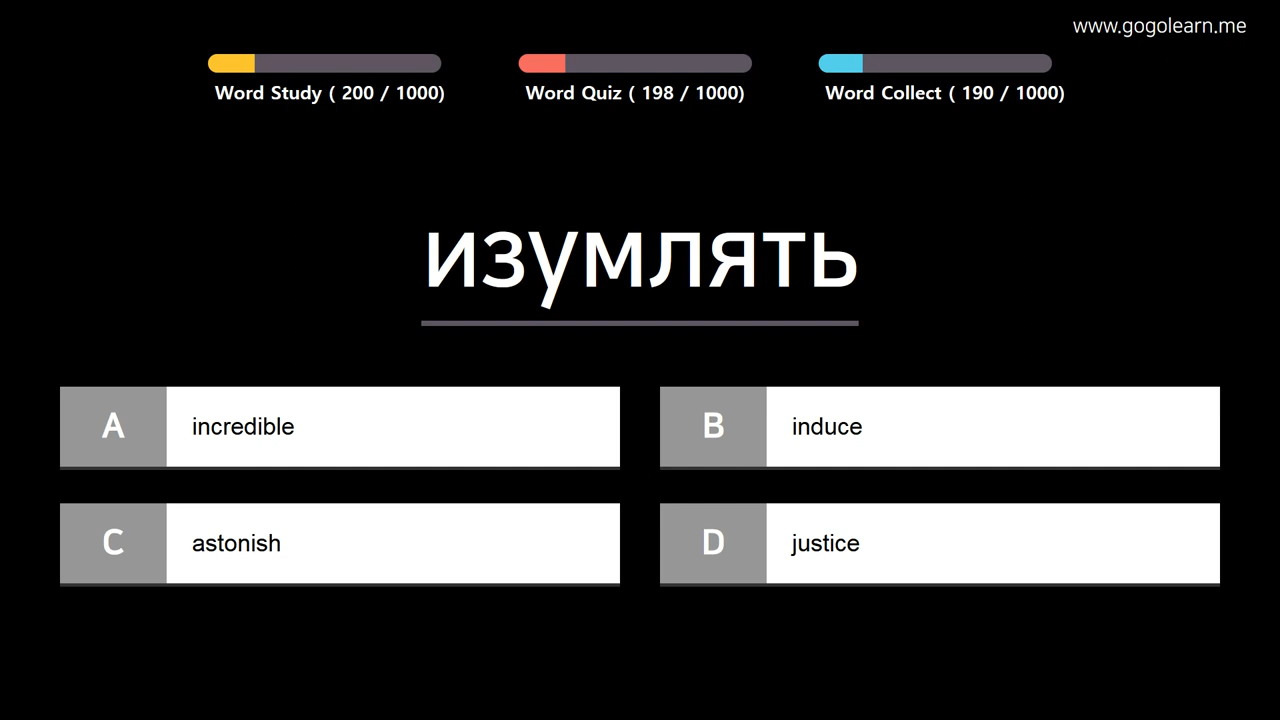 www.gogolearn.me
Word Study ( 200 / 1000)
Word Quiz ( 198 / 1000)
Word Collect ( 190 / 1000)
изумлять
A incredible
B induce
C astonish
D justice